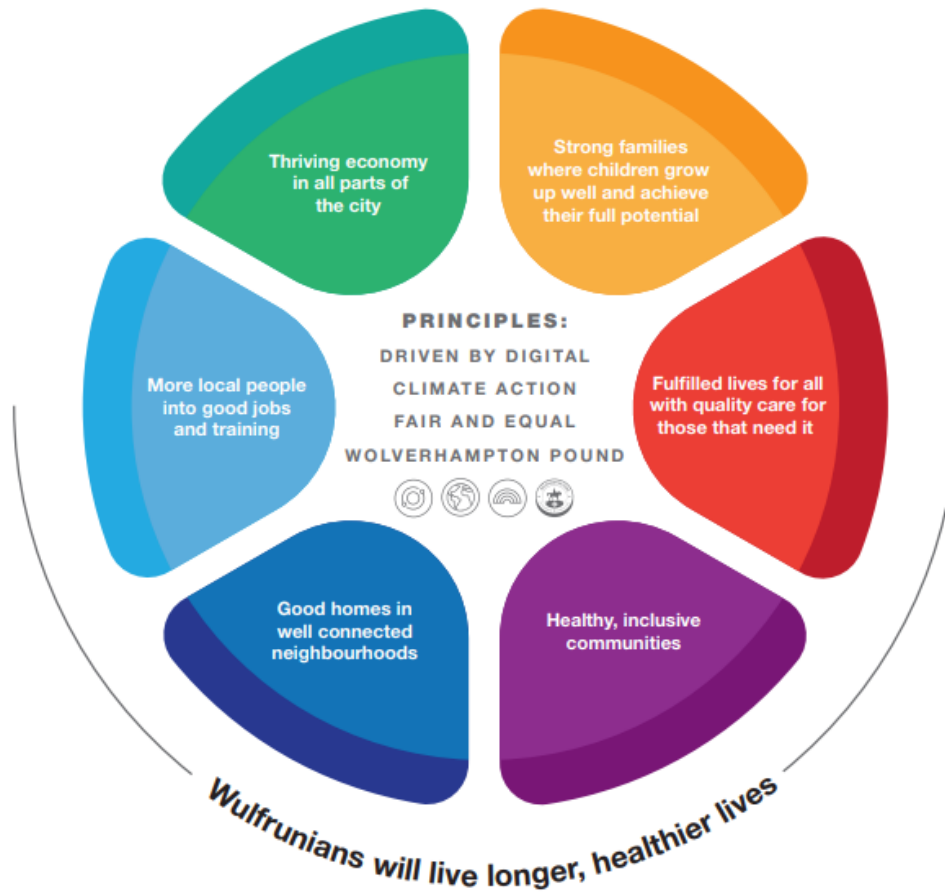 Thriving economy
in all parts of
the city
Strong families
where children grow
up well and achieve
their full potential
PRINCIPLES:
DRIVEN BY DIGITAL
CLIMATE ACTION
FAIR AND EQUAL
WOLVERHAMPTON POUND
More local people
into good jobs
and training
Fulfilled lives for all
with quality care for
those that need it
Good homes in
well connected
neighbourhoods
Healthy, inclusive
communities
Wulfrunians will live longer, healthier lives